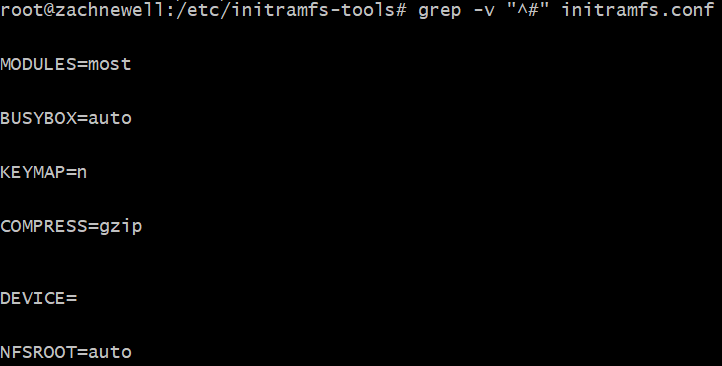 root@zachnewell:/etc/initramfs-tools# grep -v "^#" initramfs.conf
MODULES=most
BUSYBOX=auto
KEYMAP=n
COMPRESS=gzip
DEVICE=
NFSROOT=auto